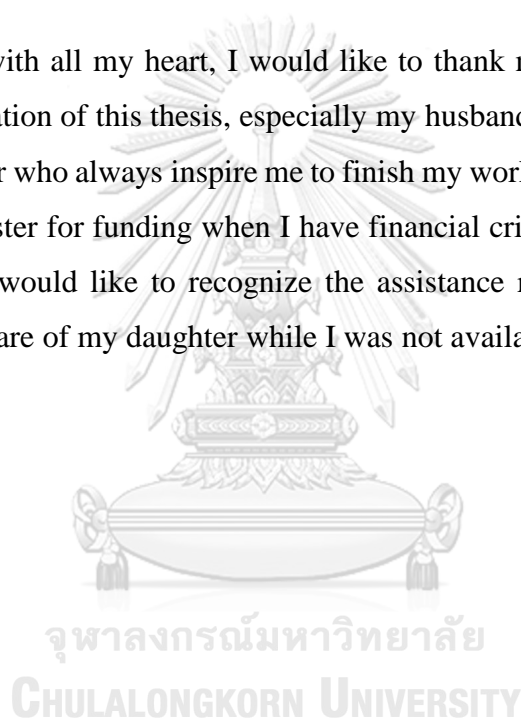 with all my heart, I would like to thank
ation of this thesis, especially my husband
who always inspire me to finish my work
ster for funding when I have financial
would like to recognize the assistance
are of my daughter while I was not
จุฬาลงกรณ์มหาวิทยาลัย
CHULALONGKORN UNIVERSITY